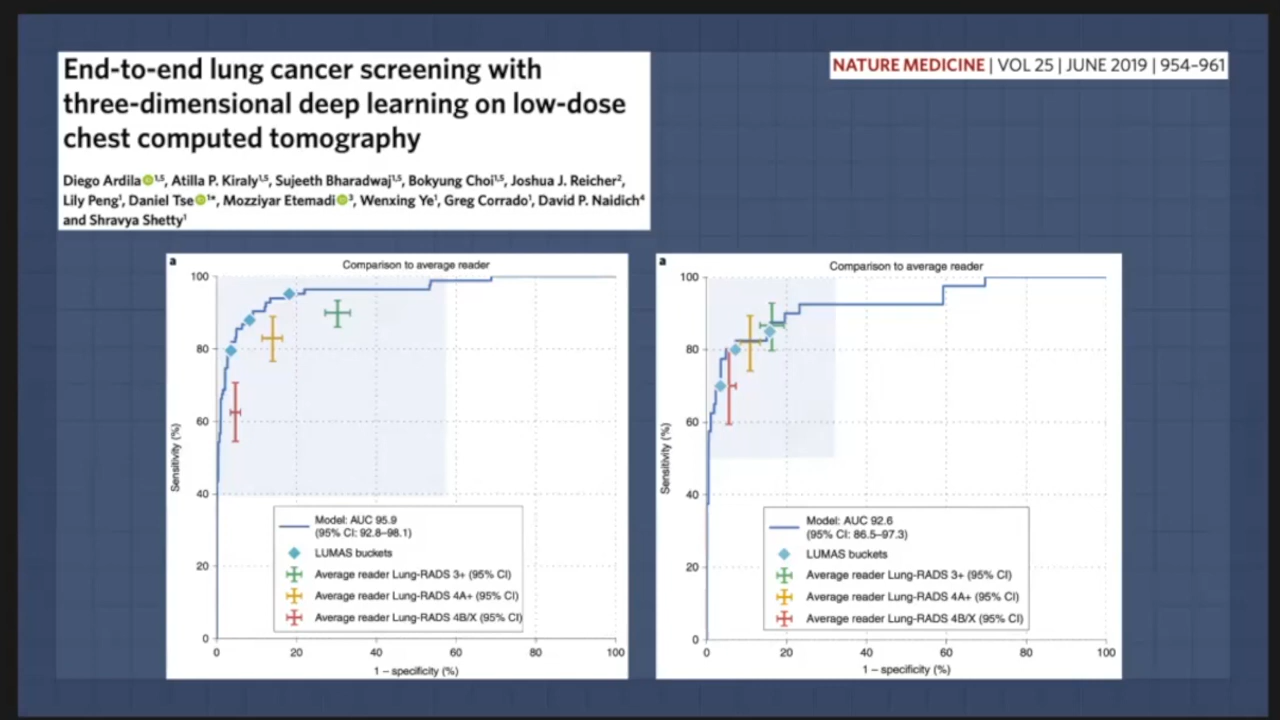 End-to-end lung cancer screening with
three-dimensional deep learning on low-dose
chest computed tomography
Diego Ardila 1,5, Atilla P. Kiraly1,5, Sujeeth Bharadwaj1,5, Bokyung Choi1,5, Joshua J. Reicher2,
Lily Peng1, Daniel Tse 1*, Mozziyar Etemadi 3, Wenxing Ye1, Greg Corrado1, David P. Naidich4
and Shravya Shetty1
NATURE MEDICINE | VOL 25 | JUNE 2019 | 954–961
a
Comparison to average reader
100
80
60
40
20
0
Sensitivity (%)
Model: AUC 95.9
(95% CI: 92.8–98.1)
LUMAS buckets
Average reader Lung-RADS 3+ (95% CI)
Average reader Lung-RADS 4A+ (95% CI)
Average reader Lung-RADS 4B/X (95% CI)
0 20 40 60 80 100
1 – specificity (%)
a
Comparison to average reader
100
80
60
40
20
0
Sensitivity (%)
Model: AUC 92.6
(95% CI: 86.5–97.3)
LUMAS buckets
Average reader Lung-RADS 3+ (95% CI)
Average reader Lung-RADS 4A+ (95% CI)
Average reader Lung-RADS 4B/X (95% CI)
0 20 40 60 80 100
1 – specificity (%)